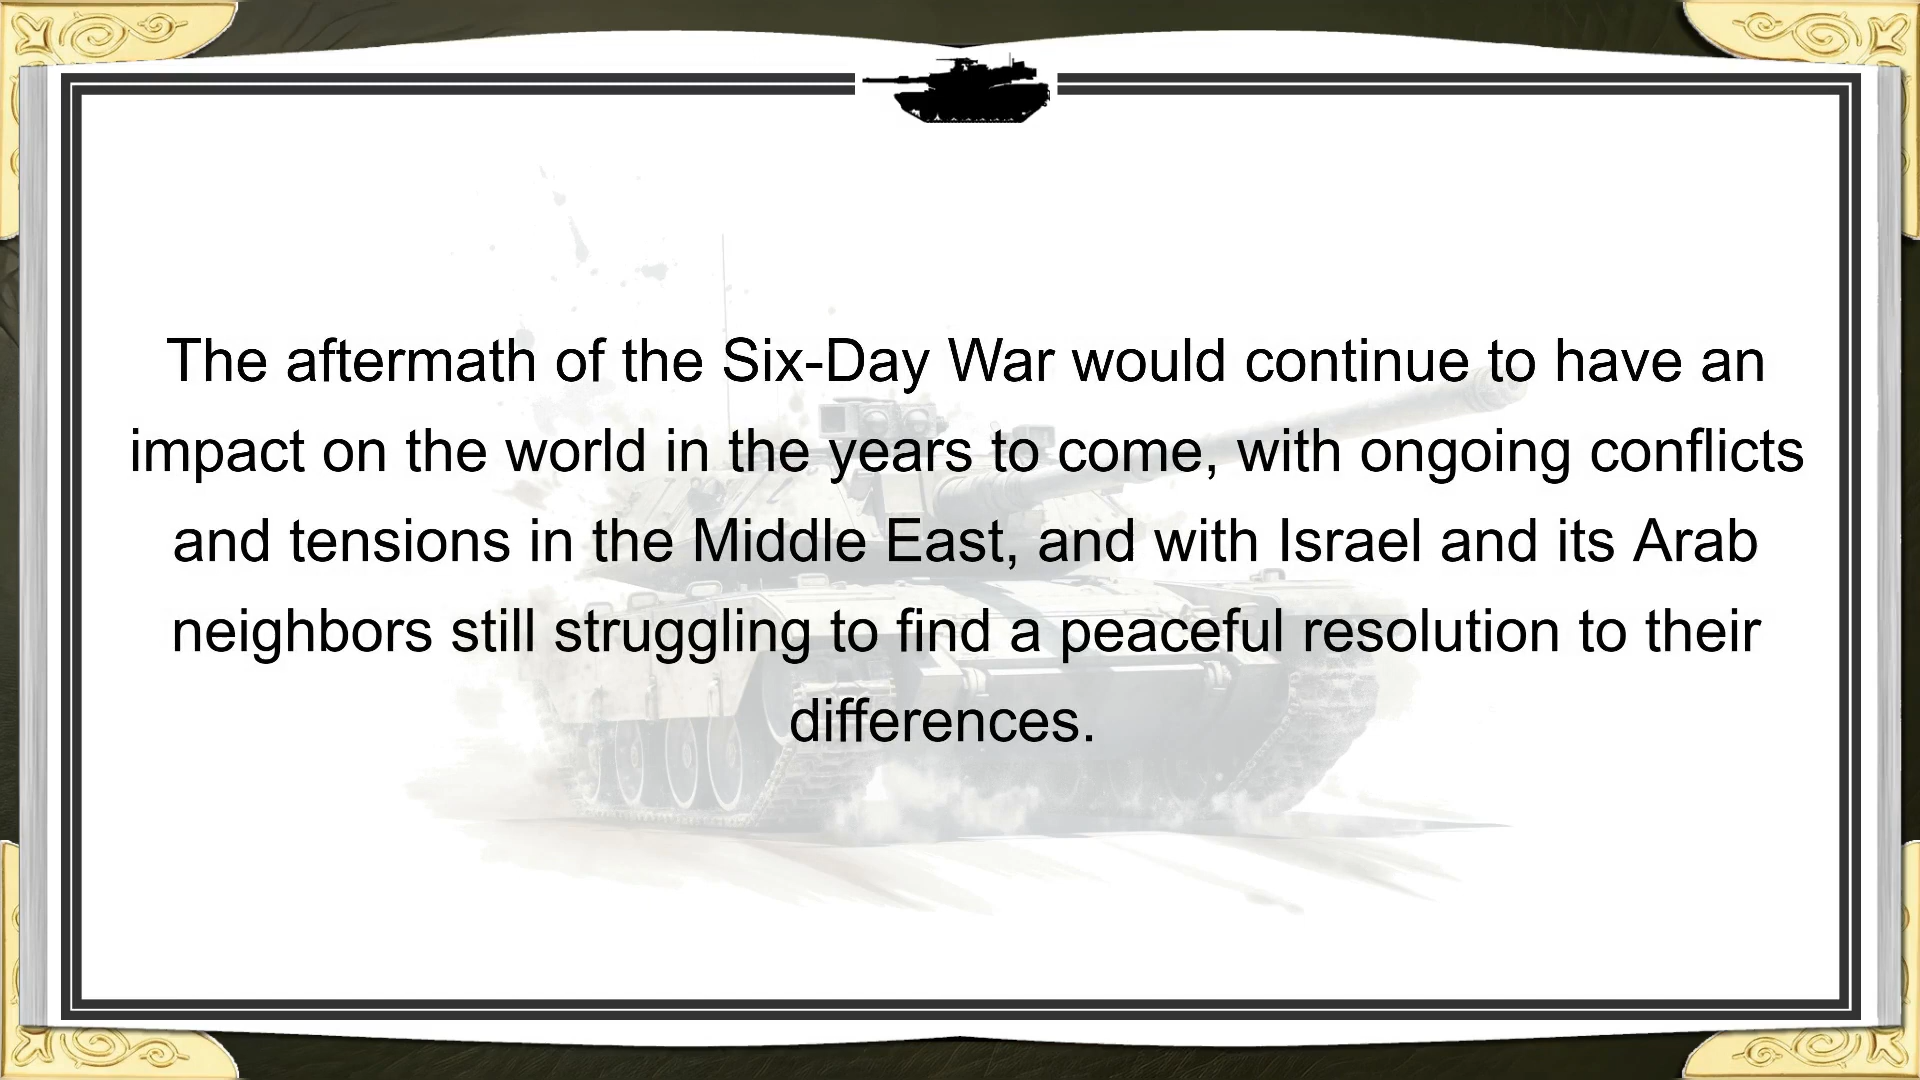 The aftermath of the Six-Day War would continue to have an
impact on the world in the years to come, with ongoing conflicts
and tensions in the Middle East, and with Israel and its Arab
neighbors still struggling to find a peaceful resolution to their
differences.